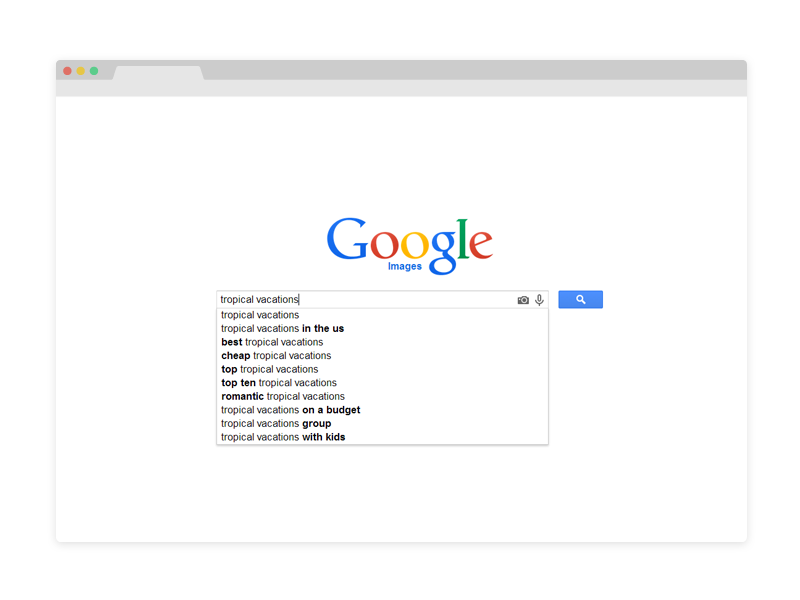 Google
Images
tropical vacations
tropical vacations
tropical vacations in the us
best tropical vacations
cheap tropical vacations
top tropical vacations
top ten tropical vacations
romantic tropical vacations
tropical vacations on a budget
tropical vacations group
tropical vacations with kids